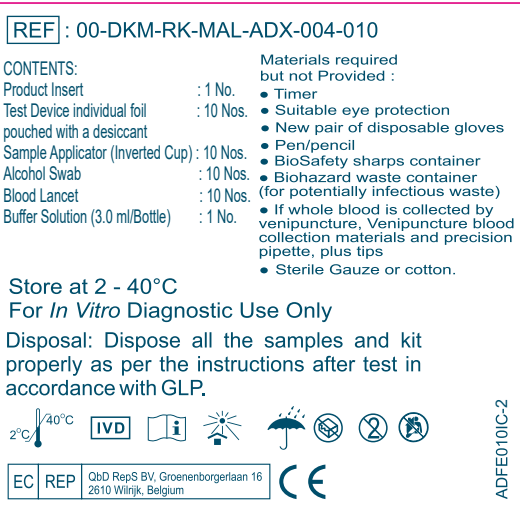 REF : 00-DKM-RK-MAL-ADX-004-010
CONTENTS:
Product Insert : 1 No.
Test Device individual foil : 10 Nos.
pouched with a desiccant
Sample Applicator (Inverted Cup) : 10 Nos.
Alcohol Swab : 10 Nos.
Blood Lancet : 10 Nos.
Buffer Solution (3.0 ml/Bottle) : 1 No.
Materials required
but not Provided :
● Timer
● Suitable eye protection
● New pair of disposable gloves
● Pen/pencil
● BioSafety sharps container
● Biohazard waste container
(for potentially infectious waste)
● If whole blood is collected by
venipuncture, Venipuncture blood
collection materials and precision
pipette, plus tips
● Sterile Gauze or cotton.
Store at 2 - 40°C
For In Vitro Diagnostic Use Only
Disposal: Dispose all the samples and kit
properly as per the instructions after test in
accordance with GLP.
2°C 40°C IVD i 2
EC REP QbD RepS BV, Groenenborgerlaan 16
2610 Wilrijk, Belgium
CE
ADFE010IC-2